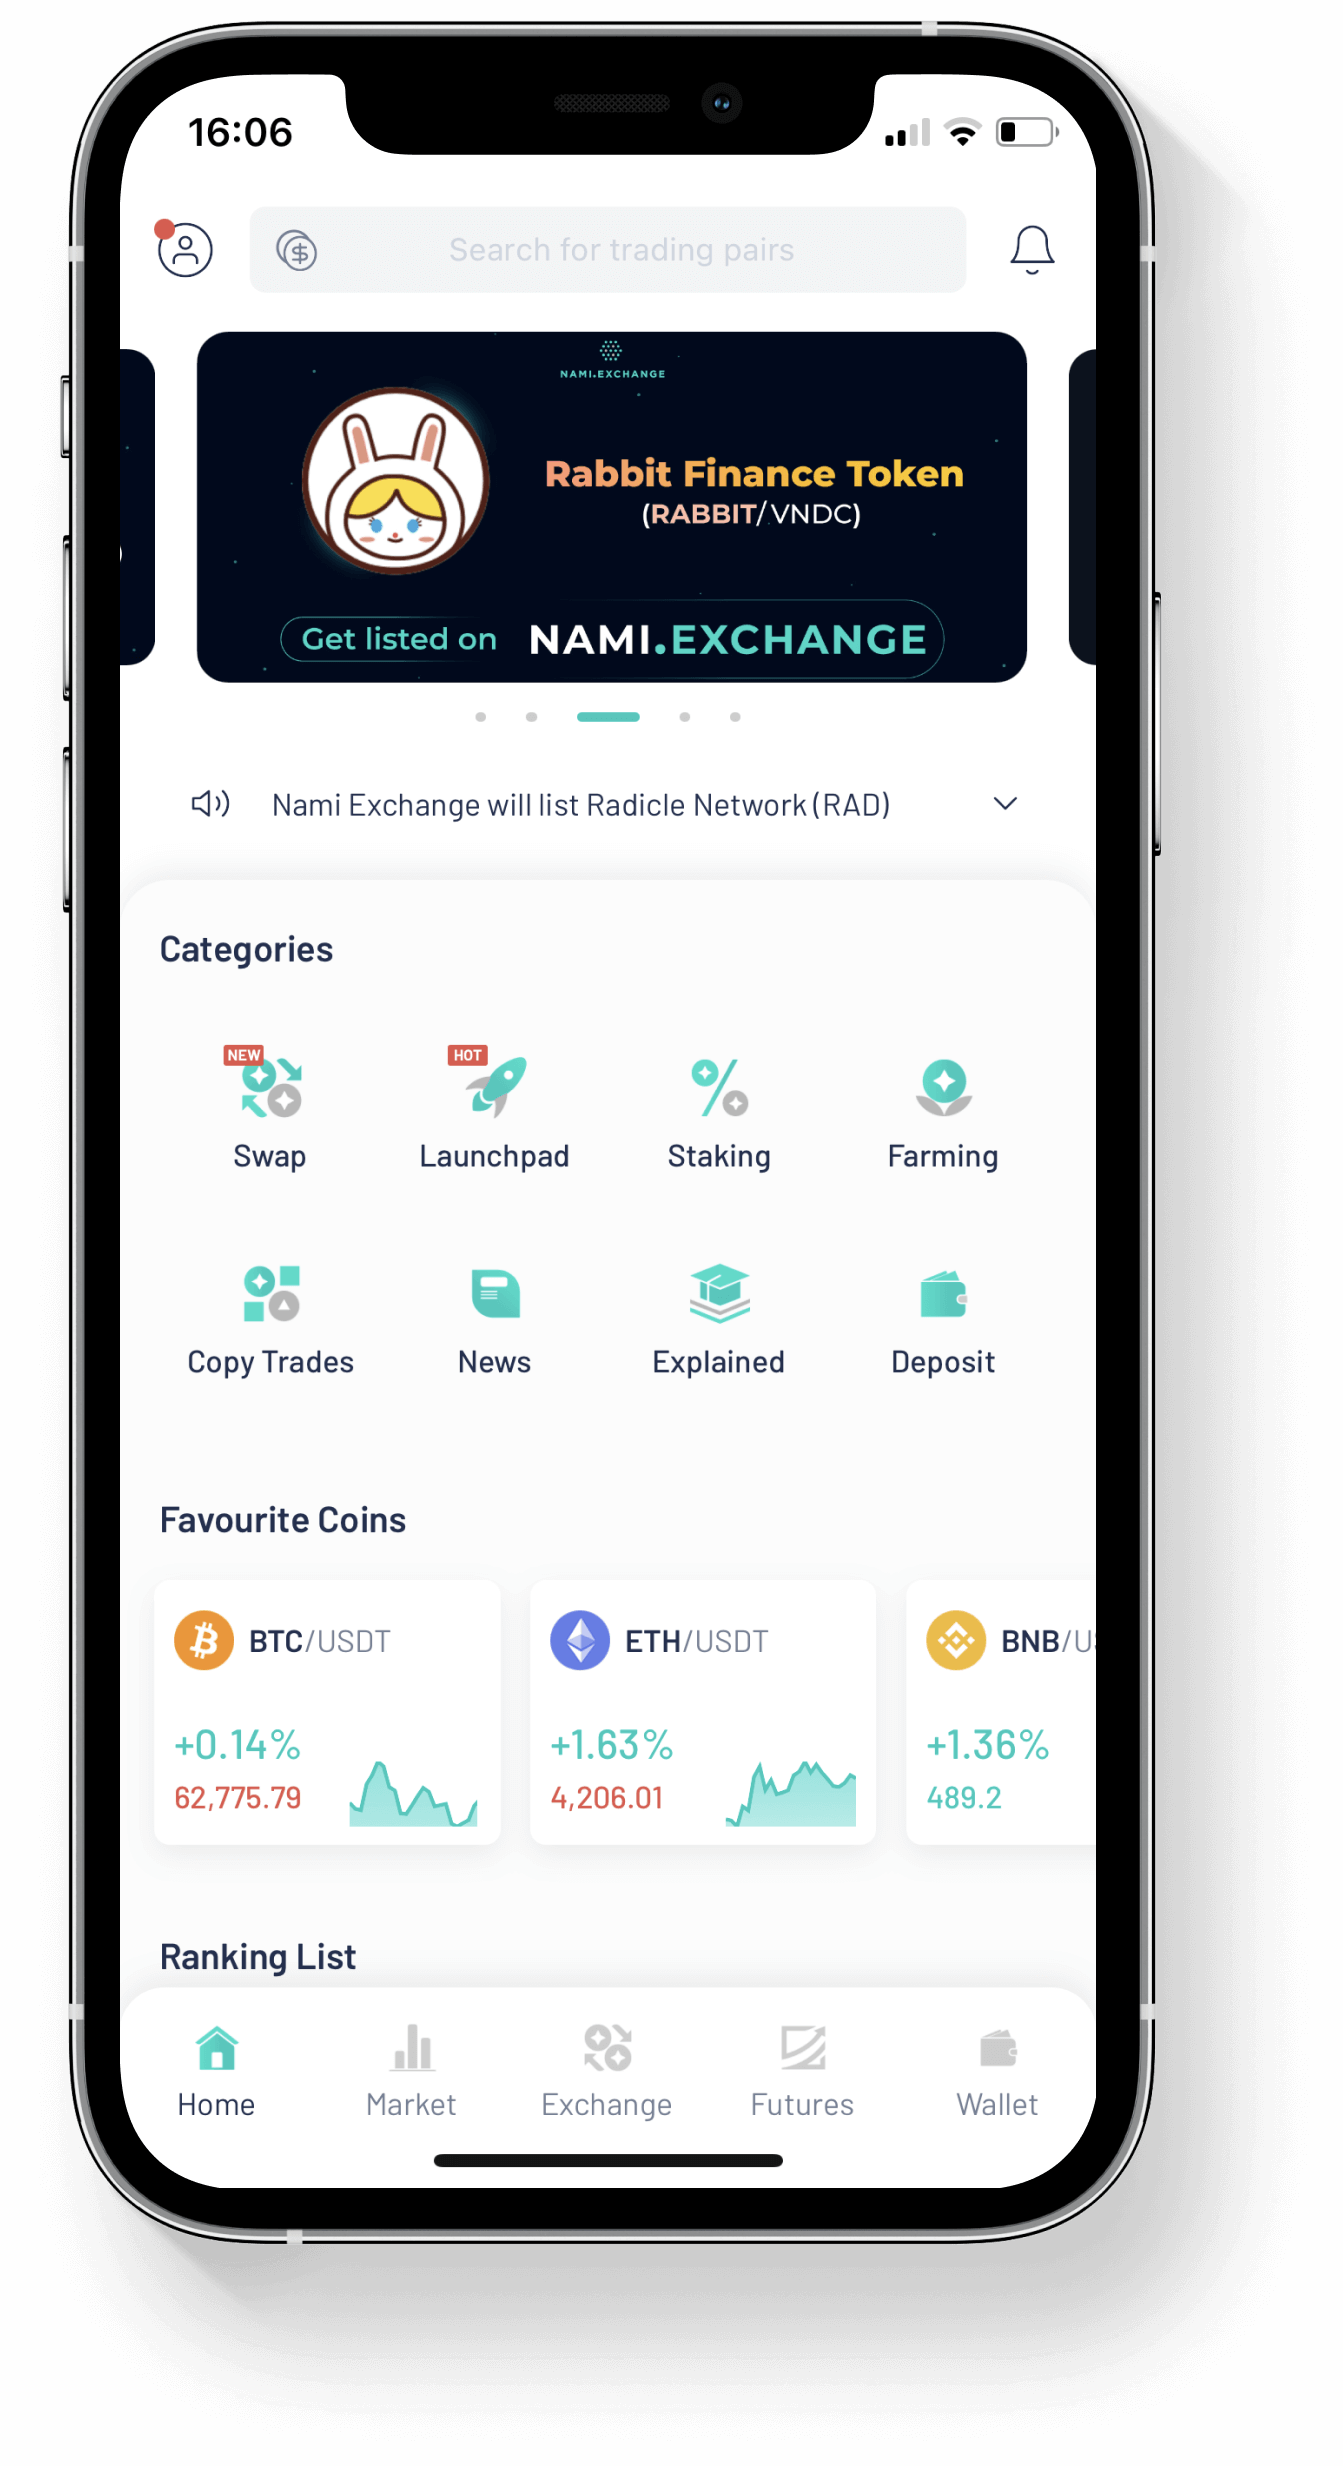 16:06
Search for trading pairs
NAMI.EXCHANGE
Rabbit Finance Token
(RABBIT/VNDC)
Get listed on NAMI.EXCHANGE
Nami Exchange will list Radicle Network (RAD)
Categories
NEW HOT
Swap Launchpad Staking Farming
Copy Trades News Explained Deposit
Favourite Coins
BTC/USDT ETH/USDT BNB/US
+0.14% +1.63% +1.36%
62,775.79 4,206.01 489.2
Ranking List
Home Market Exchange Futures Wallet